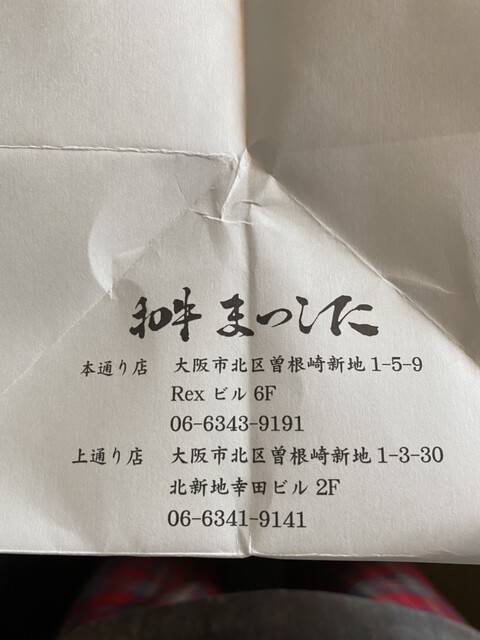 和牛 まつした
本通り店 大阪市北区曽根崎新地1-5-9
Rex ビル 6F
06-6343-9191
上通り店 大阪市北区曽根崎新地1-3-30
北新地幸田ビル 2F
06-6341-9141